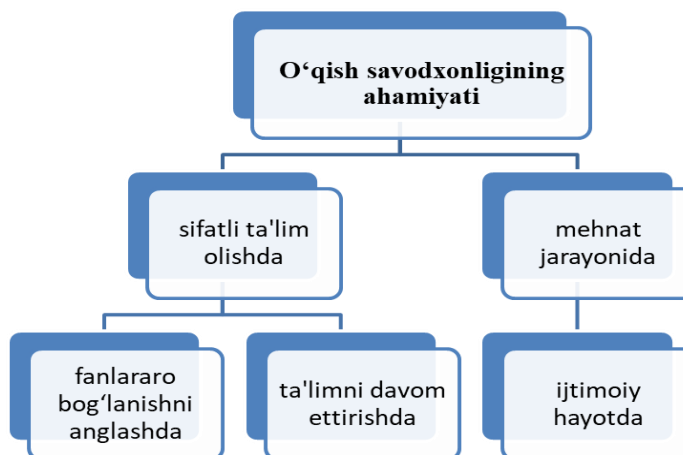 O‘qish savodxonligining
ahamiyati
sifatli ta'lim
olishda
mehnat
jarayonida
fanlararo
bog‘lanishni
anglashda
ta'limni davom
ettirishda
ijtimoiy
hayotda